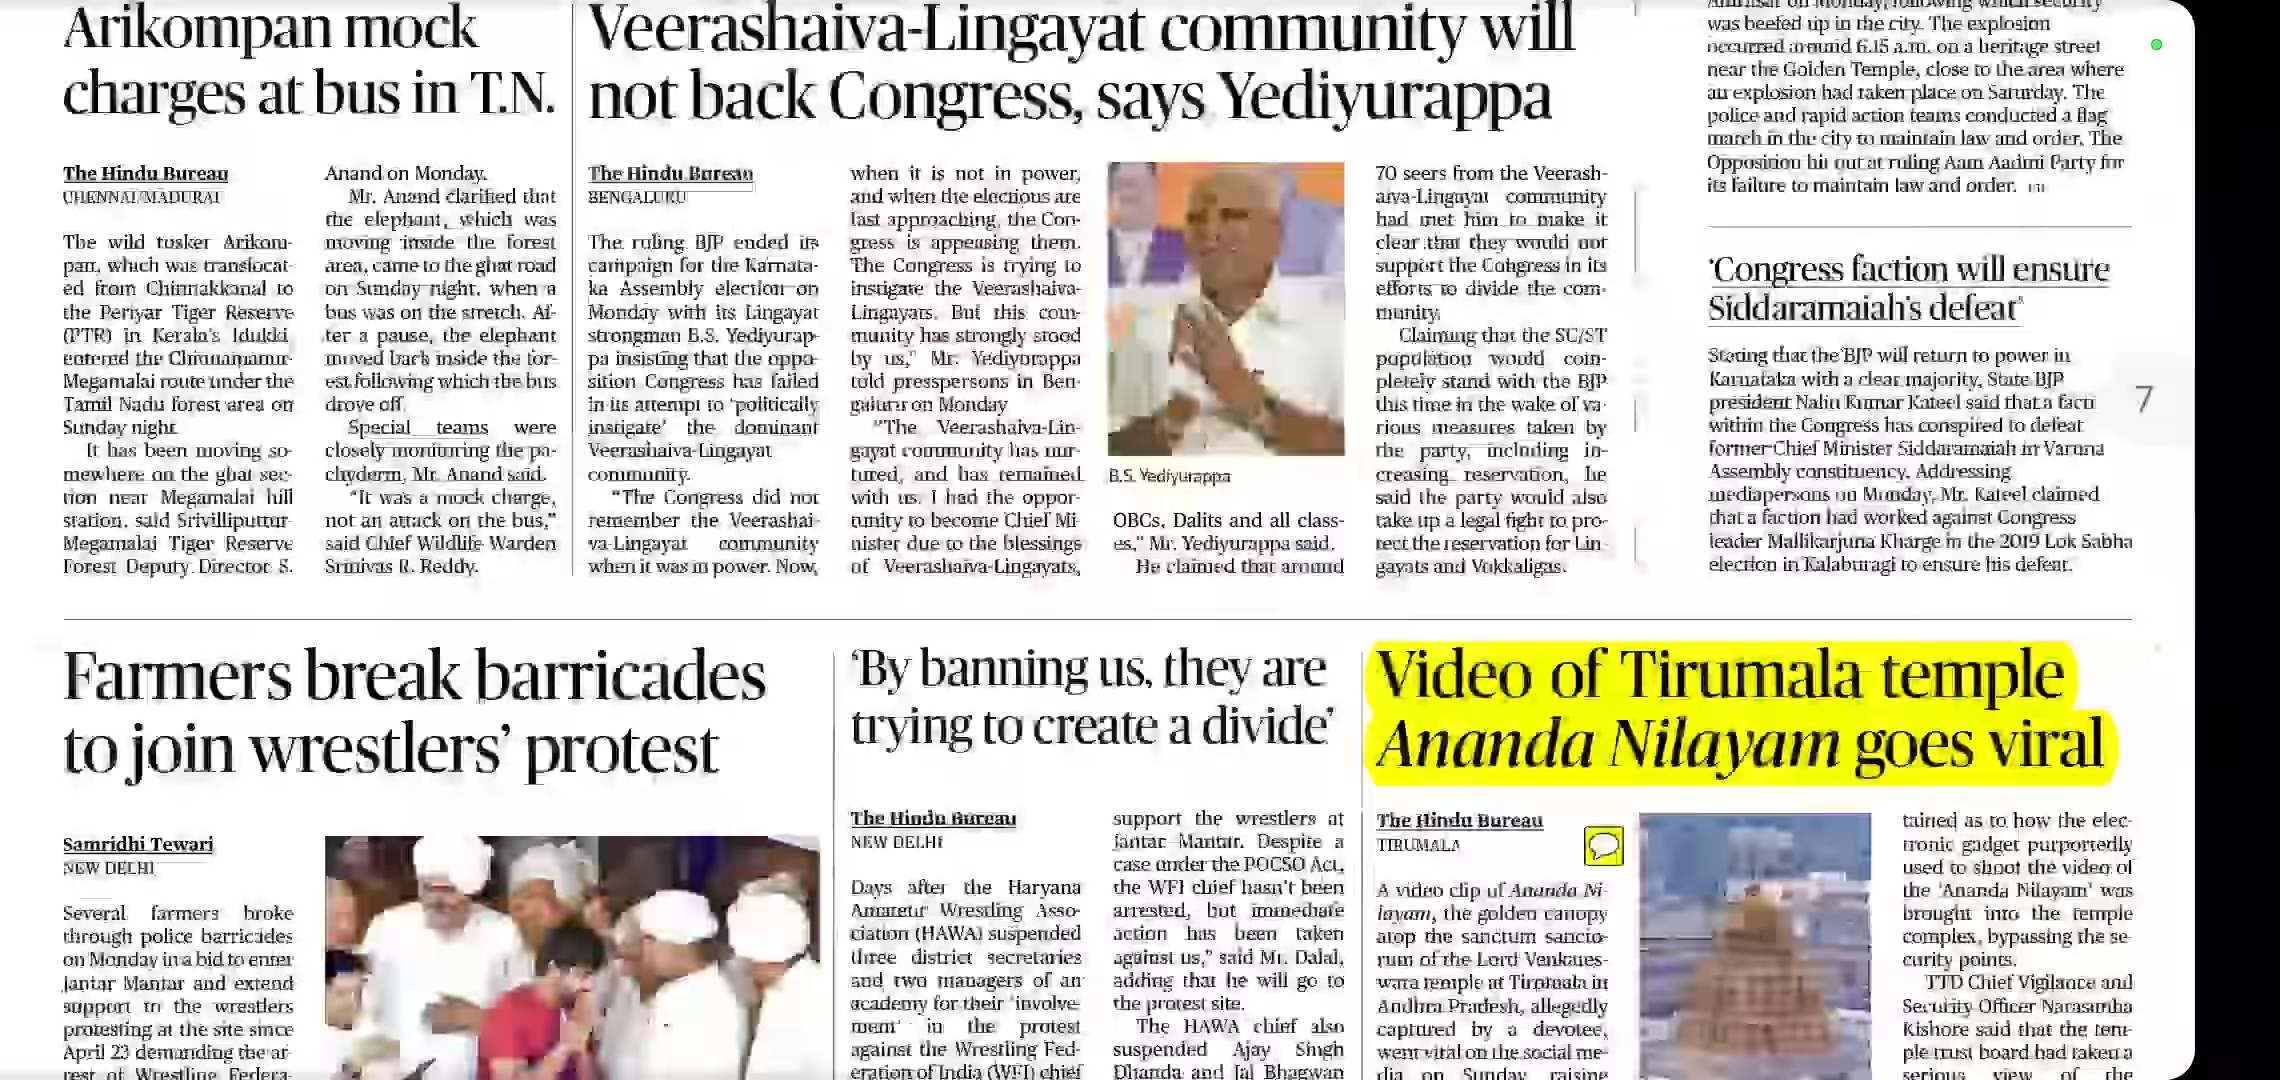 Arikompan mock
charges at bus in T.N.
The Hindu Bureau
CHENNAI/MADURAI
The wild tusker Arikom-
pan, which was translocat-
ed from Chinnakkanal to
the Periyar Tiger Reserve
(PTR) in Kerala's Idukki,
entered the
Megamalai route under the
Tamil Nadu forest area on
Sunday night.
It has been moving so-
mewhere on the ghat sec-
tion near Megamalai hill
station, said Srivilliputtur-
Megamalai Tiger Reserve
Forest Deputy Director S.
Anand on Monday.
Mr. Anand clarified that
the elephant, which was
moving inside the forest
area, came to the ghat road
on Sunday night, when a
bus was on the stretch. Af-
ter a pause, the elephant
moved back inside the for-
est following which the bus
drove off.
Special teams were
closely monitoring the pa-
chyderm, Mr. Anand said.
"It was a mock charge,
not an attack on the bus,"
said Chief Wildlife Warden
Srinivas R. Reddy.
Veerashaiva-Lingayat community will
not back Congress, says Yediyurappa
The Hindu Bureau
BENGALURU
The ruling BJP ended its
campaign for the Karnata-
ka Assembly election on
Monday with its Lingayat
strongman B.S. Yediyurap-
pa insisting that the oppo-
sition Congress has failed
in its attempt to 'politically
instigate' the dominant
Veerashaiva-Lingayat
community.
"The Congress did not
remember the Veerashai-
va-Lingayat community
when it was in power. Now,
when it is not in power,
and when the elections are
fast approaching, the Con-
gress is appeasing them.
The Congress is trying to
instigate the Veerashaiva-
Lingayats. But this com-
munity has strongly stood
by us," Mr. Yediyurappa
told presspersons in Ben-
galuru on Monday.
"The Veerashaiva-Lin-
gayat community has nur-
tured, and has remained
with us. I had the oppor-
tunity to become Chief Mi-
nister due to the blessings
of Veerashaiva-Lingayats,
B.S. Yediyurappa
OBCs, Dalits and all class-
es," Mr. Yediyurappa said.
He claimed that around
70 seers from the Veerash-
aiva-Lingayat community
had met him to make it
clear that they would not
support the Congress in its
efforts to divide the com-
munity.
Claiming that the SC/ST
population would com-
pletely stand with the BJP
this time in the wake of va-
rious measures taken by
the party, including in-
creasing reservation, he
said the party would also
take up a legal fight to pro-
tect the reservation for Lin-
gayats and Vokkaligas.
Amritsar on Monday, following which security
was beefed up in the city. The explosion
occurred around 6.15 a.m. on a heritage street
near the Golden Temple, close to the area where
an explosion had taken place on Saturday. The
police and rapid action teams conducted a flag
march in the city to maintain law and order. The
Opposition hit out at ruling Aam Aadmi Party for
its failure to maintain law and order. PTI
'Congress faction will ensure
Siddaramaiah's defeat'
Stating that the BJP will return to power in
Karnataka with a clear majority, State BJP
president Nalin Kumar Kateel said that a facti
within the Congress has conspired to defeat
former Chief Minister Siddaramaiah in Varuna
Assembly constituency. Addressing
mediapersons on Monday, Mr. Kateel claimed
that a faction had worked against Congress
leader Mallikarjuna Kharge in the 2019 Lok Sabha
election in Kalaburagi to ensure his defeat.
7
Farmers break barricades
to join wrestlers' protest
Samridhi Tewari
NEW DELHI
Several farmers broke
through police barricades
on Monday in a bid to enter
Jantar Mantar and extend
support to the wrestlers
protesting at the site since
April 23 demanding the ar-
rest of Wrestling Federa-
'By banning us, they are
trying to create a divide'
The Hindu Bureau
NEW DELHI
Days after the Haryana
Amateur Wrestling Asso-
ciation (HAWA) suspended
three district secretaries
and two managers of an
academy for their 'involve-
ment' in the protest
against the Wrestling Fed-
eration of India (WFI) chief
support the wrestlers at
Jantar Mantar. Despite a
case under the POCSO Act,
the WFI chief hasn't been
arrested, but immediate
action has been taken
against us," said Mr. Dalal,
adding that he will go to
the protest site.
The HAWA chief also
suspended Ajay Singh
Dhanda and Jai Bhagwan
Video of Tirumala temple
Ananda Nilayam goes viral
The Hindu Bureau
TIRUMALA
A video clip of Ananda Ni-
layam, the golden canopy
atop the sanctum sancto-
rum of the Lord Venkates-
wara temple at Tirumala in
Andhra Pradesh, allegedly
captured by a devotee,
went viral on the social me-
dia on Sunday raising
tained as to how the elec-
tronic gadget purportedly
used to shoot the video of
the 'Ananda Nilayam' was
brought into the temple
complex, bypassing the se-
curity points.
TTD Chief Vigilance and
Security Officer Narasimha
Kishore said that the tem-
ple trust board had taken a
serious view of the